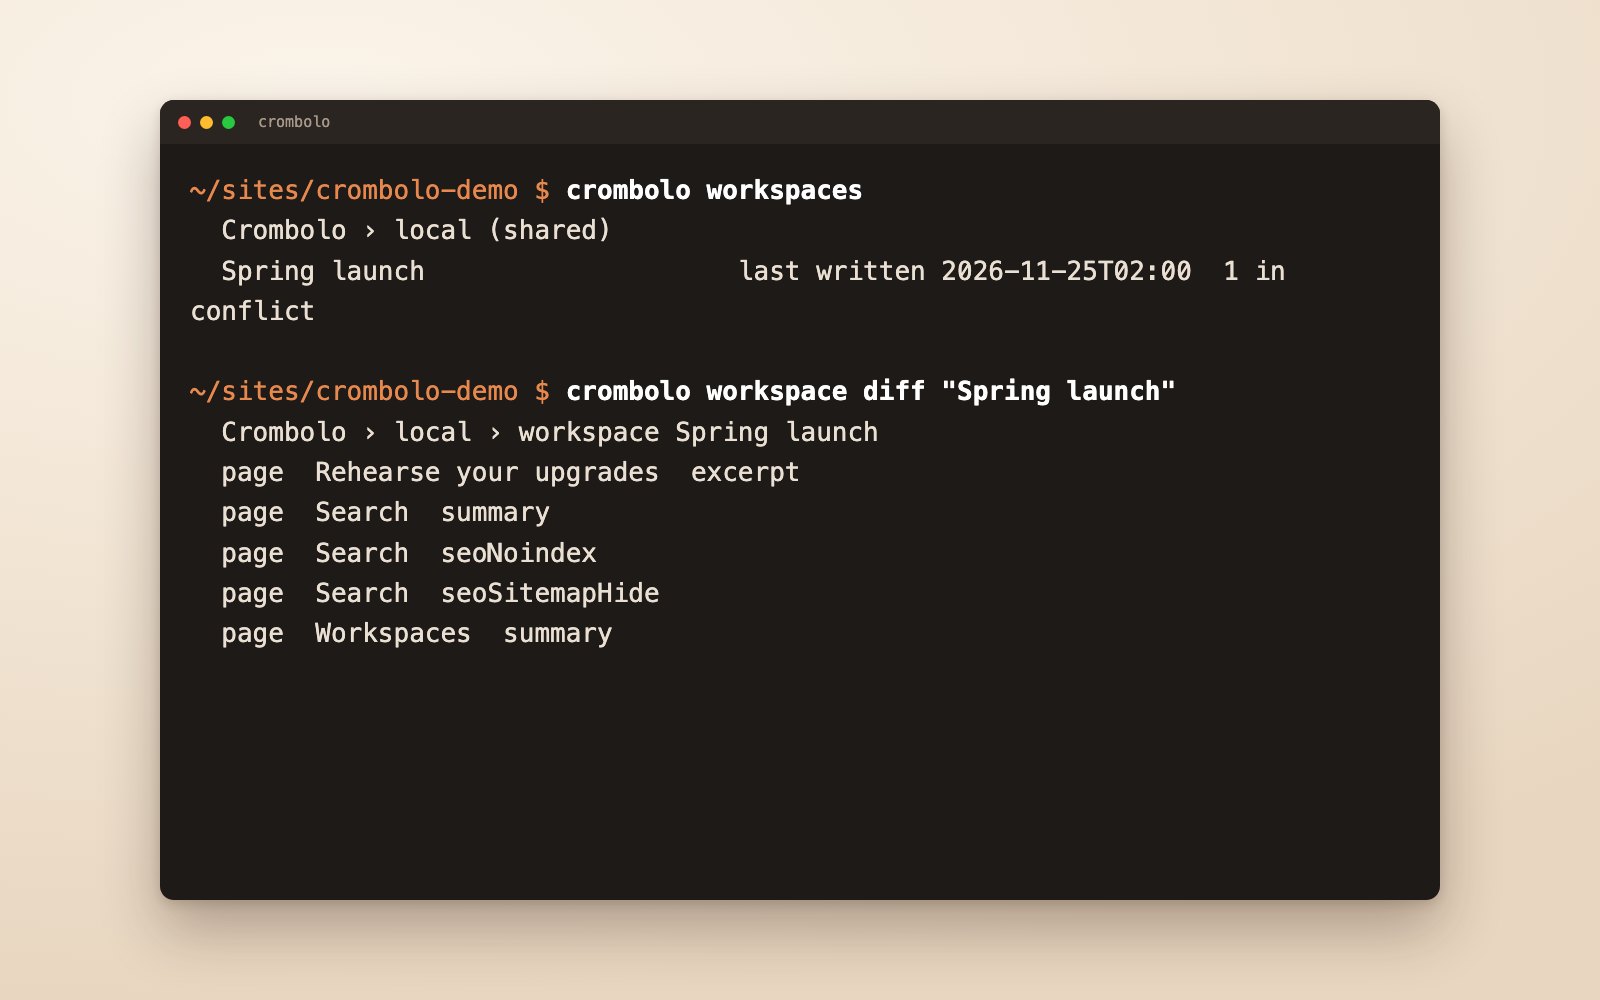 crombolo
~/sites/crombolo-demo $ crombolo workspaces
Crombolo › local (shared)
Spring launch                    last written 2026-11-25T02:00  1 in
conflict
~/sites/crombolo-demo $ crombolo workspace diff "Spring launch"
Crombolo › local › workspace Spring launch
page  Rehearse your upgrades  excerpt
page  Search  summary
page  Search  seoNoindex
page  Search  seoSitemapHide
page  Workspaces  summary